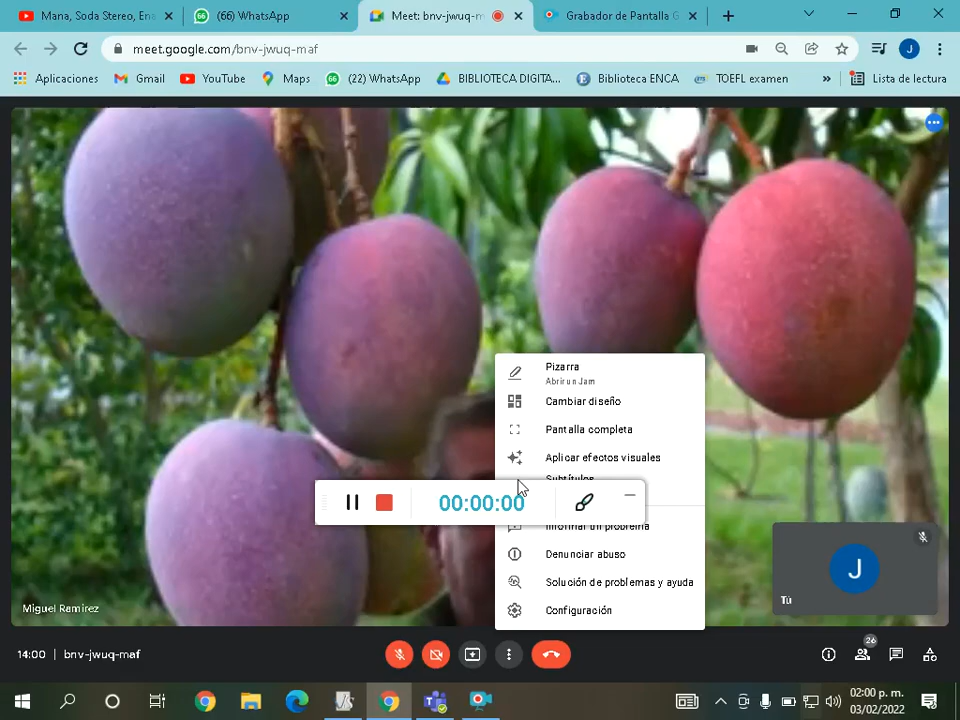 Mana, Soda Stereo, Ena
(66) WhatsApp
Meet: bnv-jwuq-m
Grabador de Pantalla G
meet.google.com/bnv-jwuq-maf
J
Aplicaciones
Gmail
YouTube
Maps
66
(22) WhatsApp
BIBLIOTECA DIGITA...
Biblioteca ENCA
TOEFL examen
»
Lista de lectura
Pizarra
Abrir un Jam
Cambiar diseño
Pantalla completa
Aplicar efectos visuales
Subtítulos
00:00:00
Informar un problema
Denunciar abuso
Solución de problemas y ayuda
Configuración
J
Tú
Miguel Ramirez
14:00 | bnv-jwuq-maf
26
02:00 p. m.
03/02/2022